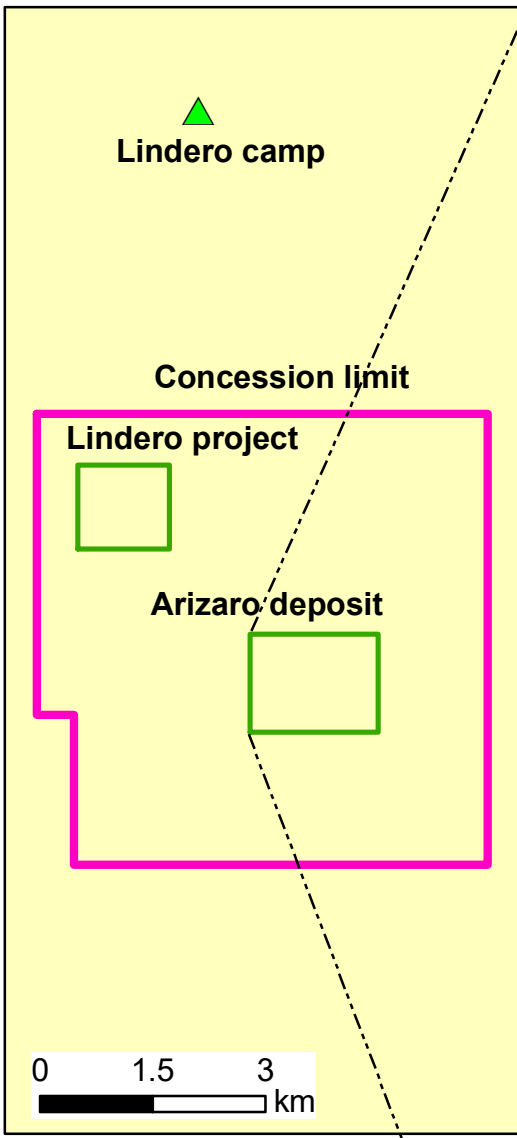 Lindero camp
Concession limit
Lindero project
Arizaro deposit
0 1.5 3
km